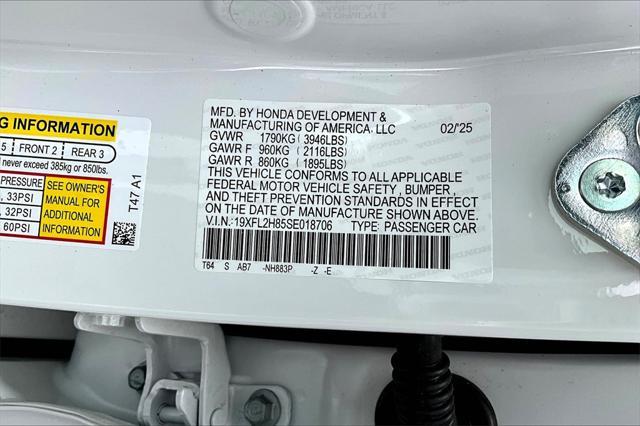 G INFORMATION
5 FRONT 2 REAR 3
never exceed 385kg or 850lbs.
PRESSURE
, 33PSI
, 32PSI
60PSI
SEE OWNER'S
MANUAL FOR
ADDITIONAL
INFORMATION
T47 A1
MFD. BY HONDA DEVELOPMENT &
MANUFACTURING OF AMERICA, LLC 02/'25
GVWR 1790KG (3946LBS)
GAWR F 960KG (2116LBS)
GAWR R 860KG (1895LBS)
THIS VEHICLE CONFORMS TO ALL APPLICABLE
FEDERAL MOTOR VEHICLE SAFETY, BUMPER,
AND THEFT PREVENTION STANDARDS IN EFFECT
ON THE DATE OF MANUFACTURE SHOWN ABOVE.
V.I.N.: 19XFL2H85SE018706 TYPE: PASSENGER CAR
T64 S AB7 -NH883P -Z -E